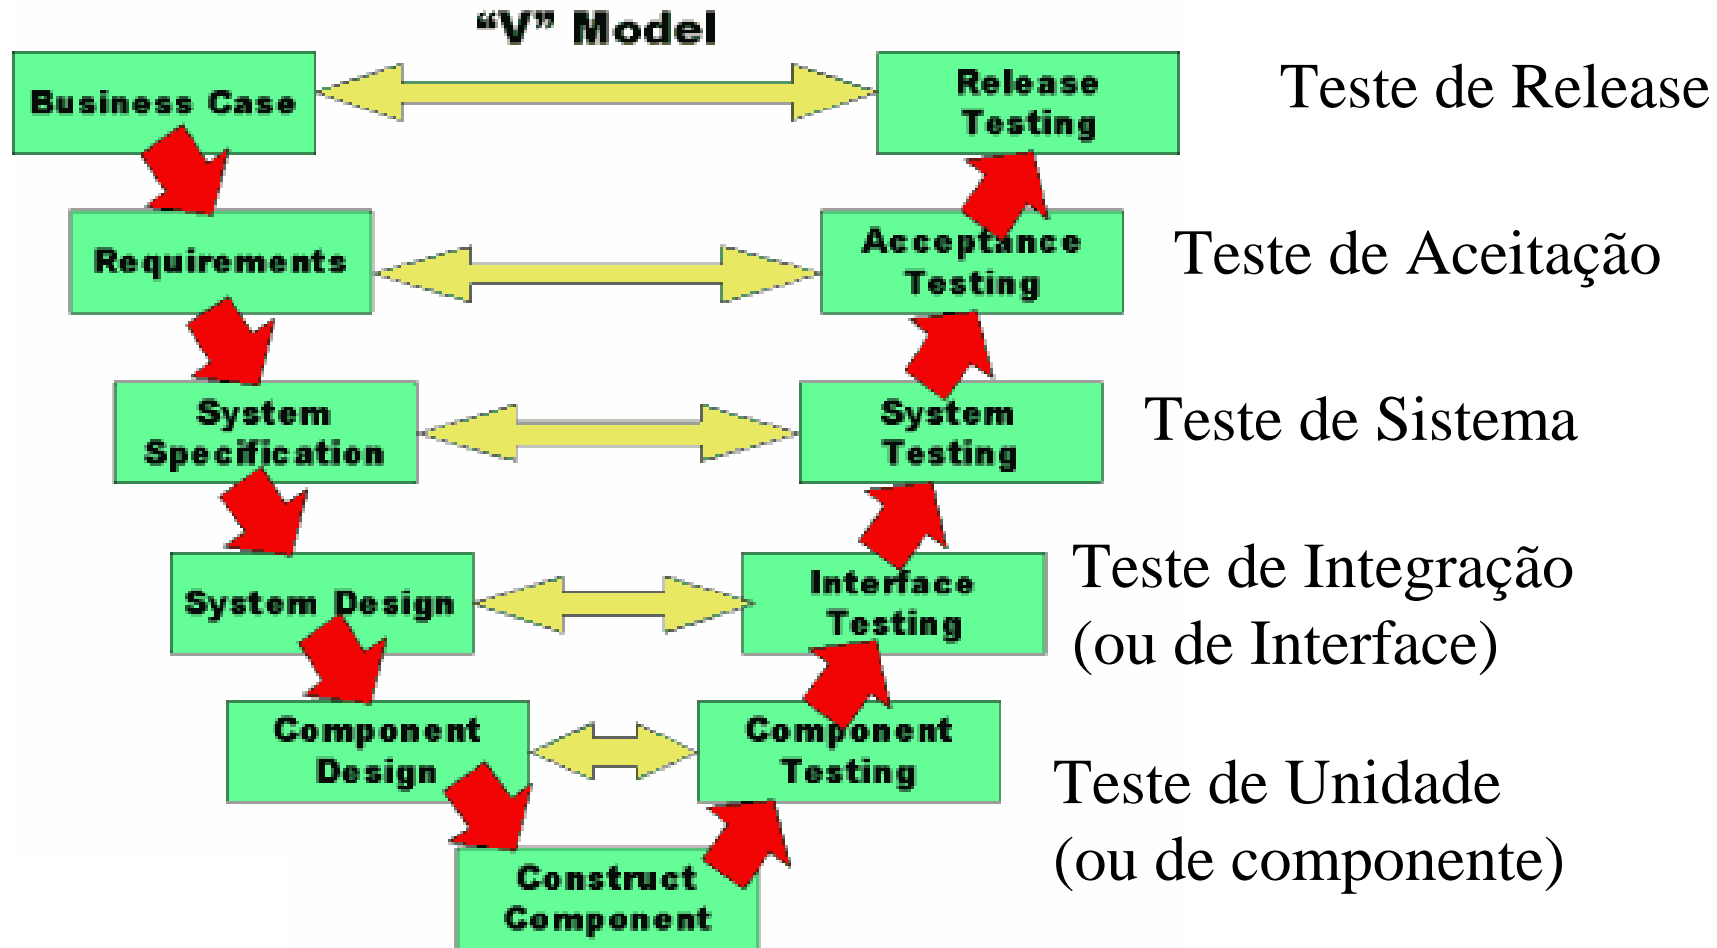 “V” Model
Business Case
Release
Testing
Teste de Release
Requirements
Acceptance
Testing
Teste de Aceitação
System
Specification
System
Testing
Teste de Sistema
System Design
Interface
Testing
Teste de Integração
(ou de Interface)
Component
Design
Component
Testing
Teste de Unidade
(ou de componente)
Construct
Component